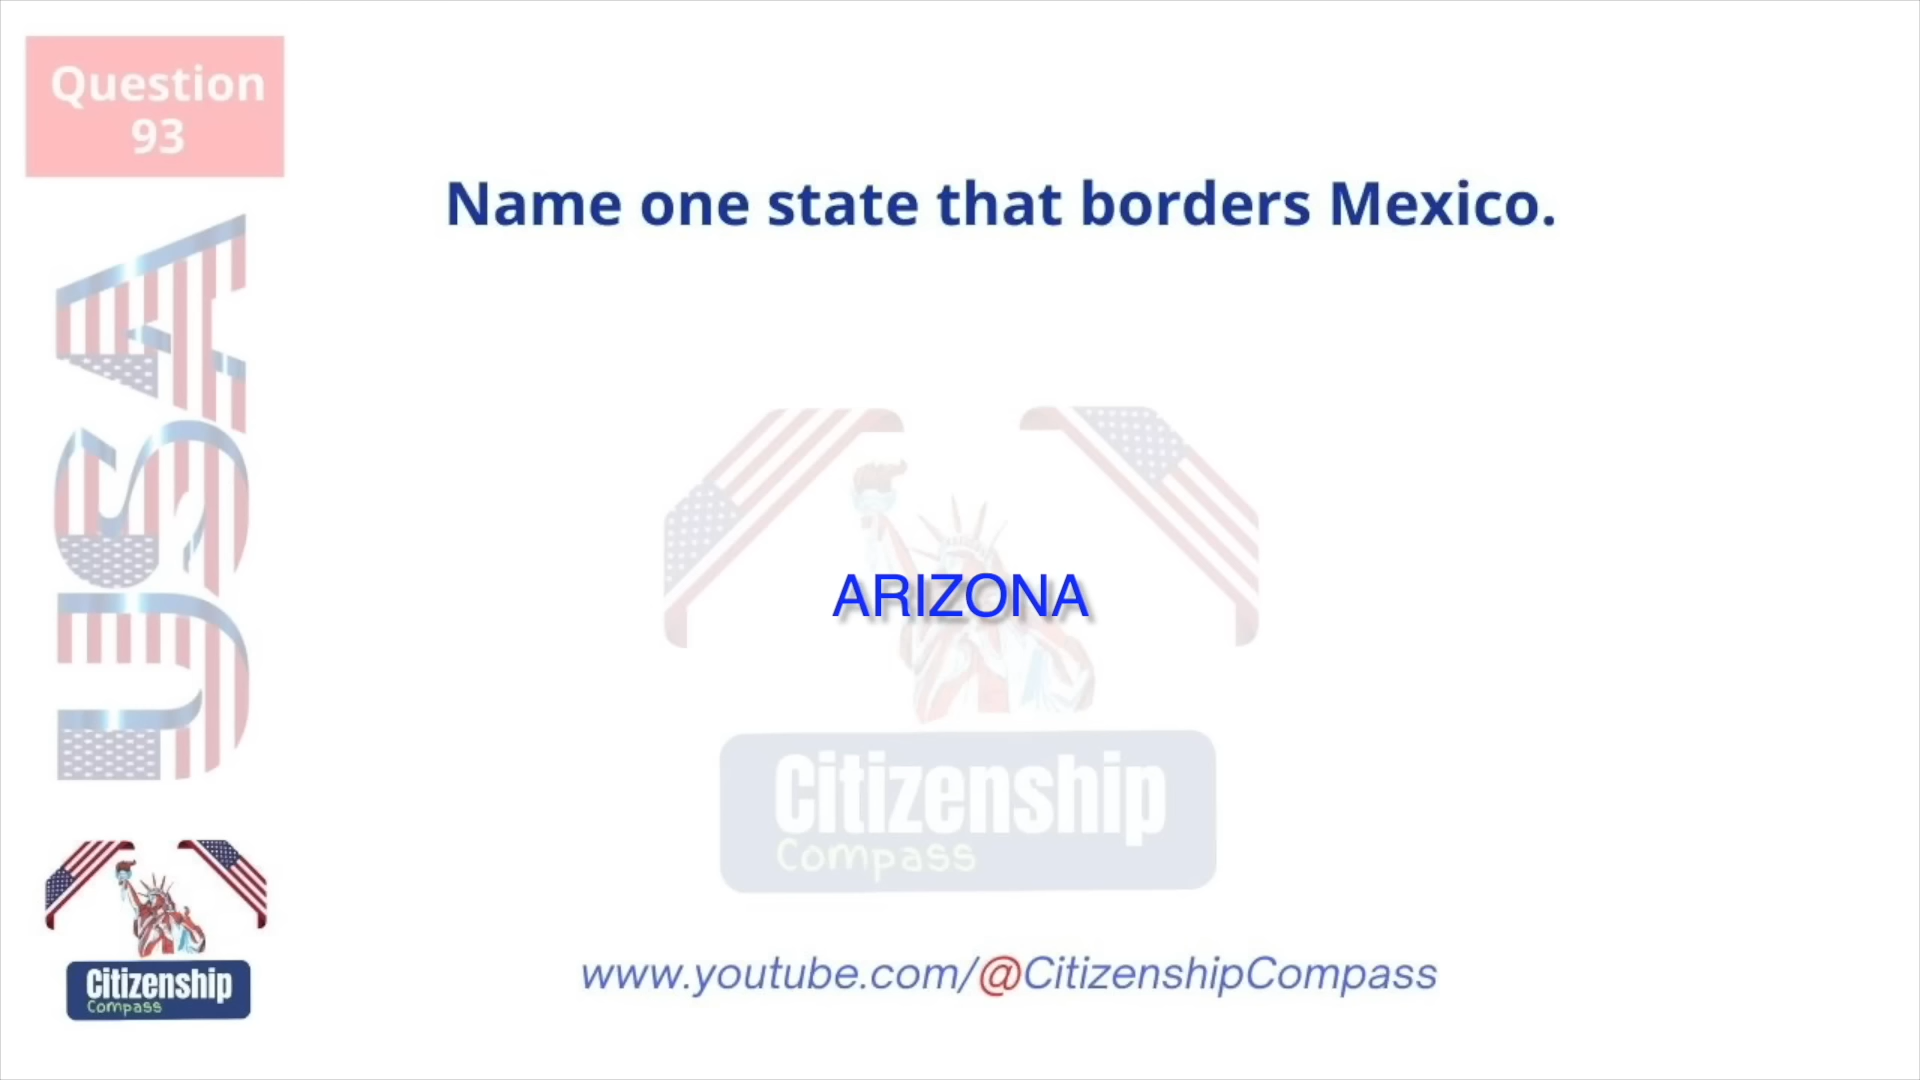 Question
93
Name one state that borders Mexico.
USA
ARIZONA
Citizenship
Compass
www.youtube.com/@CitizenshipCompass
Citizenship
Compass